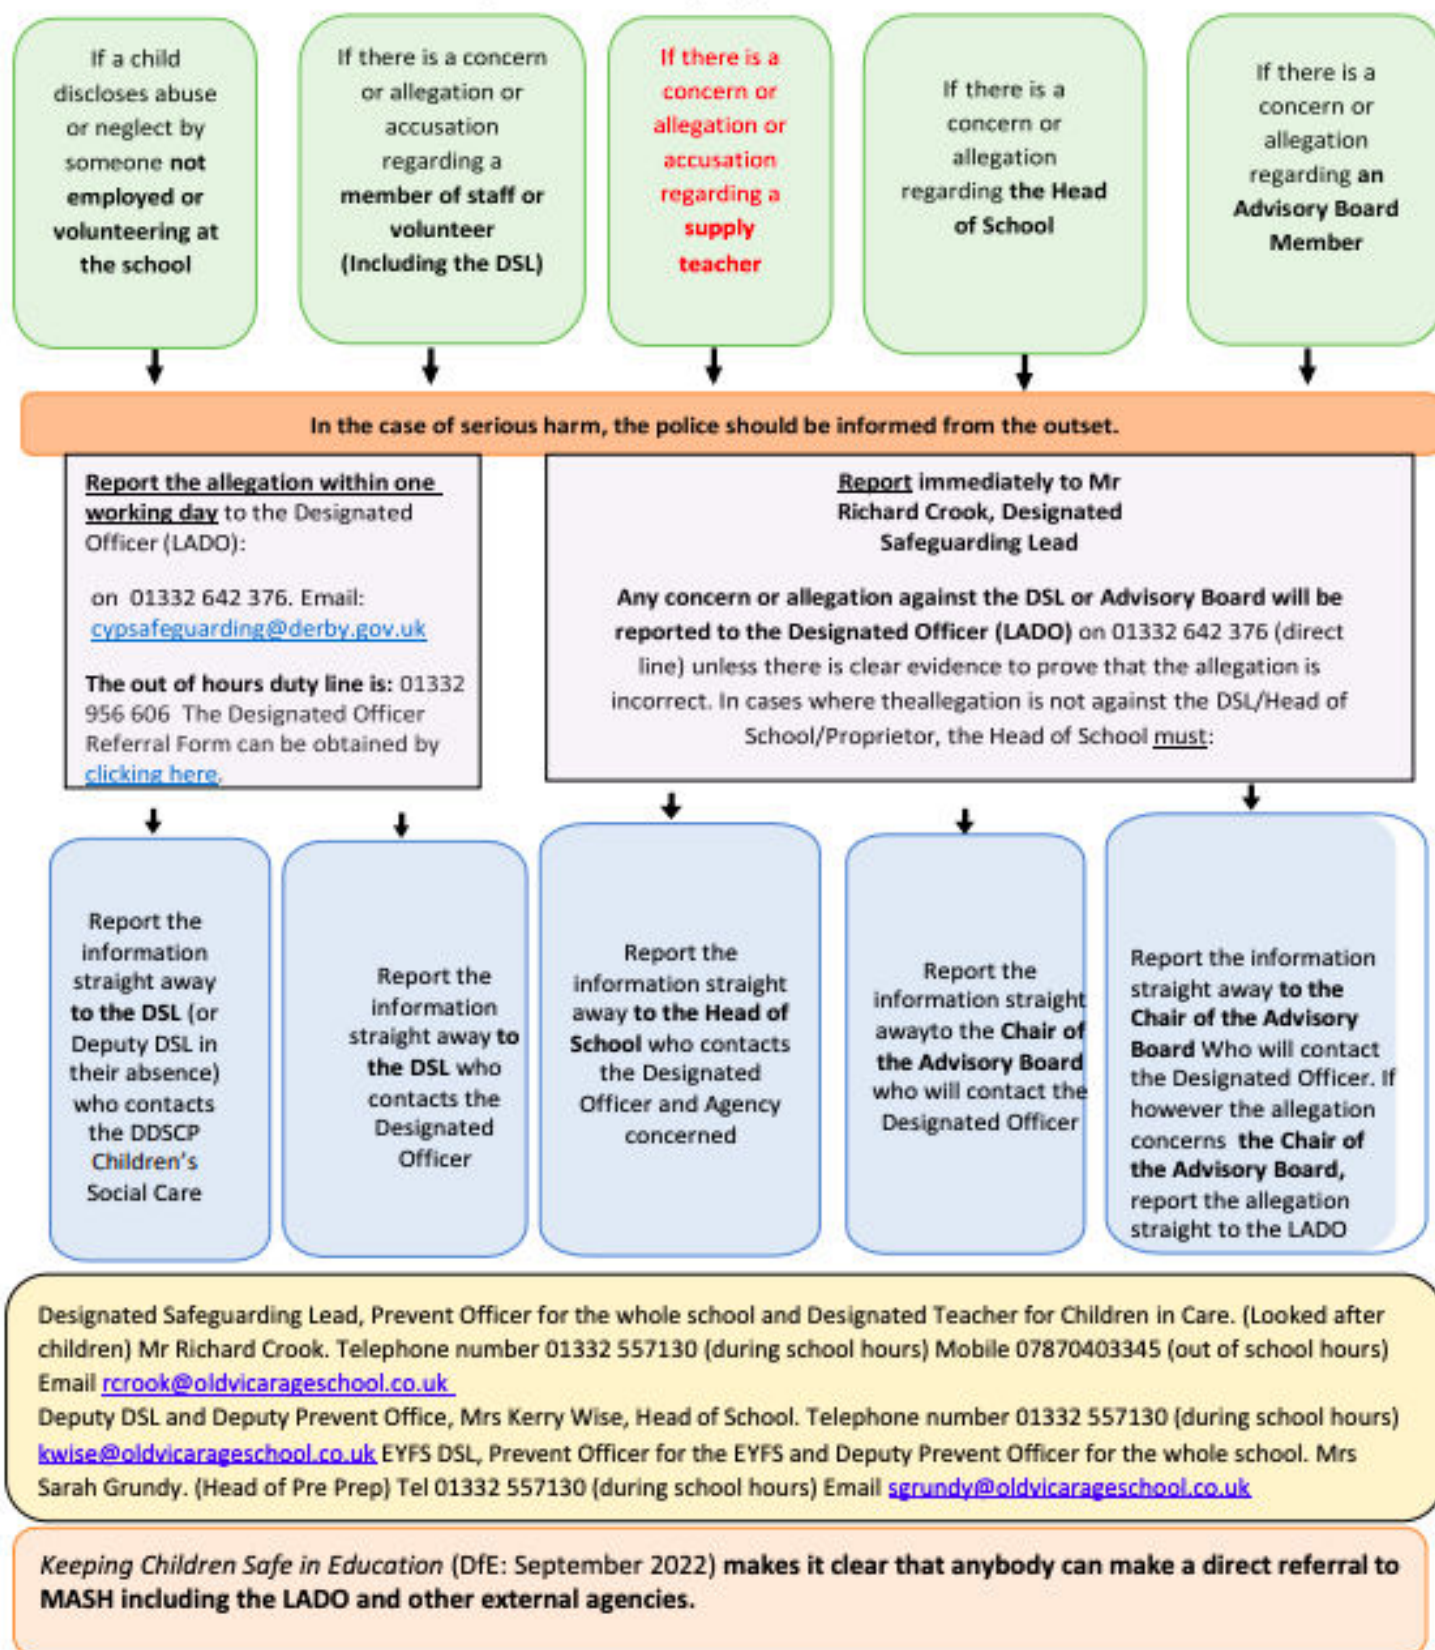 If a child
discloses abuse
or neglect by
someone not
employed or
volunteering at
the school
If there is a concern
or allegation or
accusation
regarding a
member of staff or
volunteer
(Including the DSL)
If there is a
concern or
allegation or
accusation
regarding a
supply
teacher
If there is a
concern or
allegation
regarding the Head
of School
If there is a
concern or
allegation
regarding an
Advisory Board
Member
In the case of serious harm, the police should be informed from the outset.
Report the allegation within one
working day to the Designated
Officer (LADO):
on 01332 642 376. Email:
cypsafeguarding@derby.gov.uk
The out of hours duty line is: 01332
956 606 The Designated Officer
Referral Form can be obtained by
clicking here.
Report immediately to Mr
Richard Crook, Designated
Safeguarding Lead
Any concern or allegation against the DSL or Advisory Board will be
reported to the Designated Officer (LADO) on 01332 642 376 (direct
line) unless there is clear evidence to prove that the allegation is
incorrect. In cases where theallegation is not against the DSL/Head of
School/Proprietor, the Head of School must:
Report the
information
straight away
to the DSL (or
Deputy DSL in
their absence)
who contacts
the DDSCP
Children's
Social Care
Report the
information
straight away to
the DSL who
contacts the
Designated
Officer
Report the
information straight
away to the Head of
School who contacts
the Designated
Officer and Agency
concerned
Report the
information straight
awayto the Chair of
the Advisory Board
who will contact the
Designated Officer
Report the information
straight away to the
Chair of the Advisory
Board Who will contact
the Designated Officer. If
however the allegation
concerns the Chair of
the Advisory Board,
report the allegation
straight to the LADO
Designated Safeguarding Lead, Prevent Officer for the whole school and Designated Teacher for Children in Care. (Looked after
children) Mr Richard Crook. Telephone number 01332 557130 (during school hours) Mobile 07870403345 (out of school hours)
Email rcrook@oldvicarageschool.co.uk
Deputy DSL and Deputy Prevent Office, Mrs Kerry Wise, Head of School. Telephone number 01332 557130 (during school hours)
kwise@oldvicarageschool.co.uk EYFS DSL, Prevent Officer for the EYFS and Deputy Prevent Officer for the whole school. Mrs
Sarah Grundy. (Head of Pre Prep) Tel 01332 557130 (during school hours) Email sgrundy@oldvicarageschool.co.uk
Keeping Children Safe in Education (DfE: September 2022) makes it clear that anybody can make a direct referral to
MASH including the LADO and other external agencies.